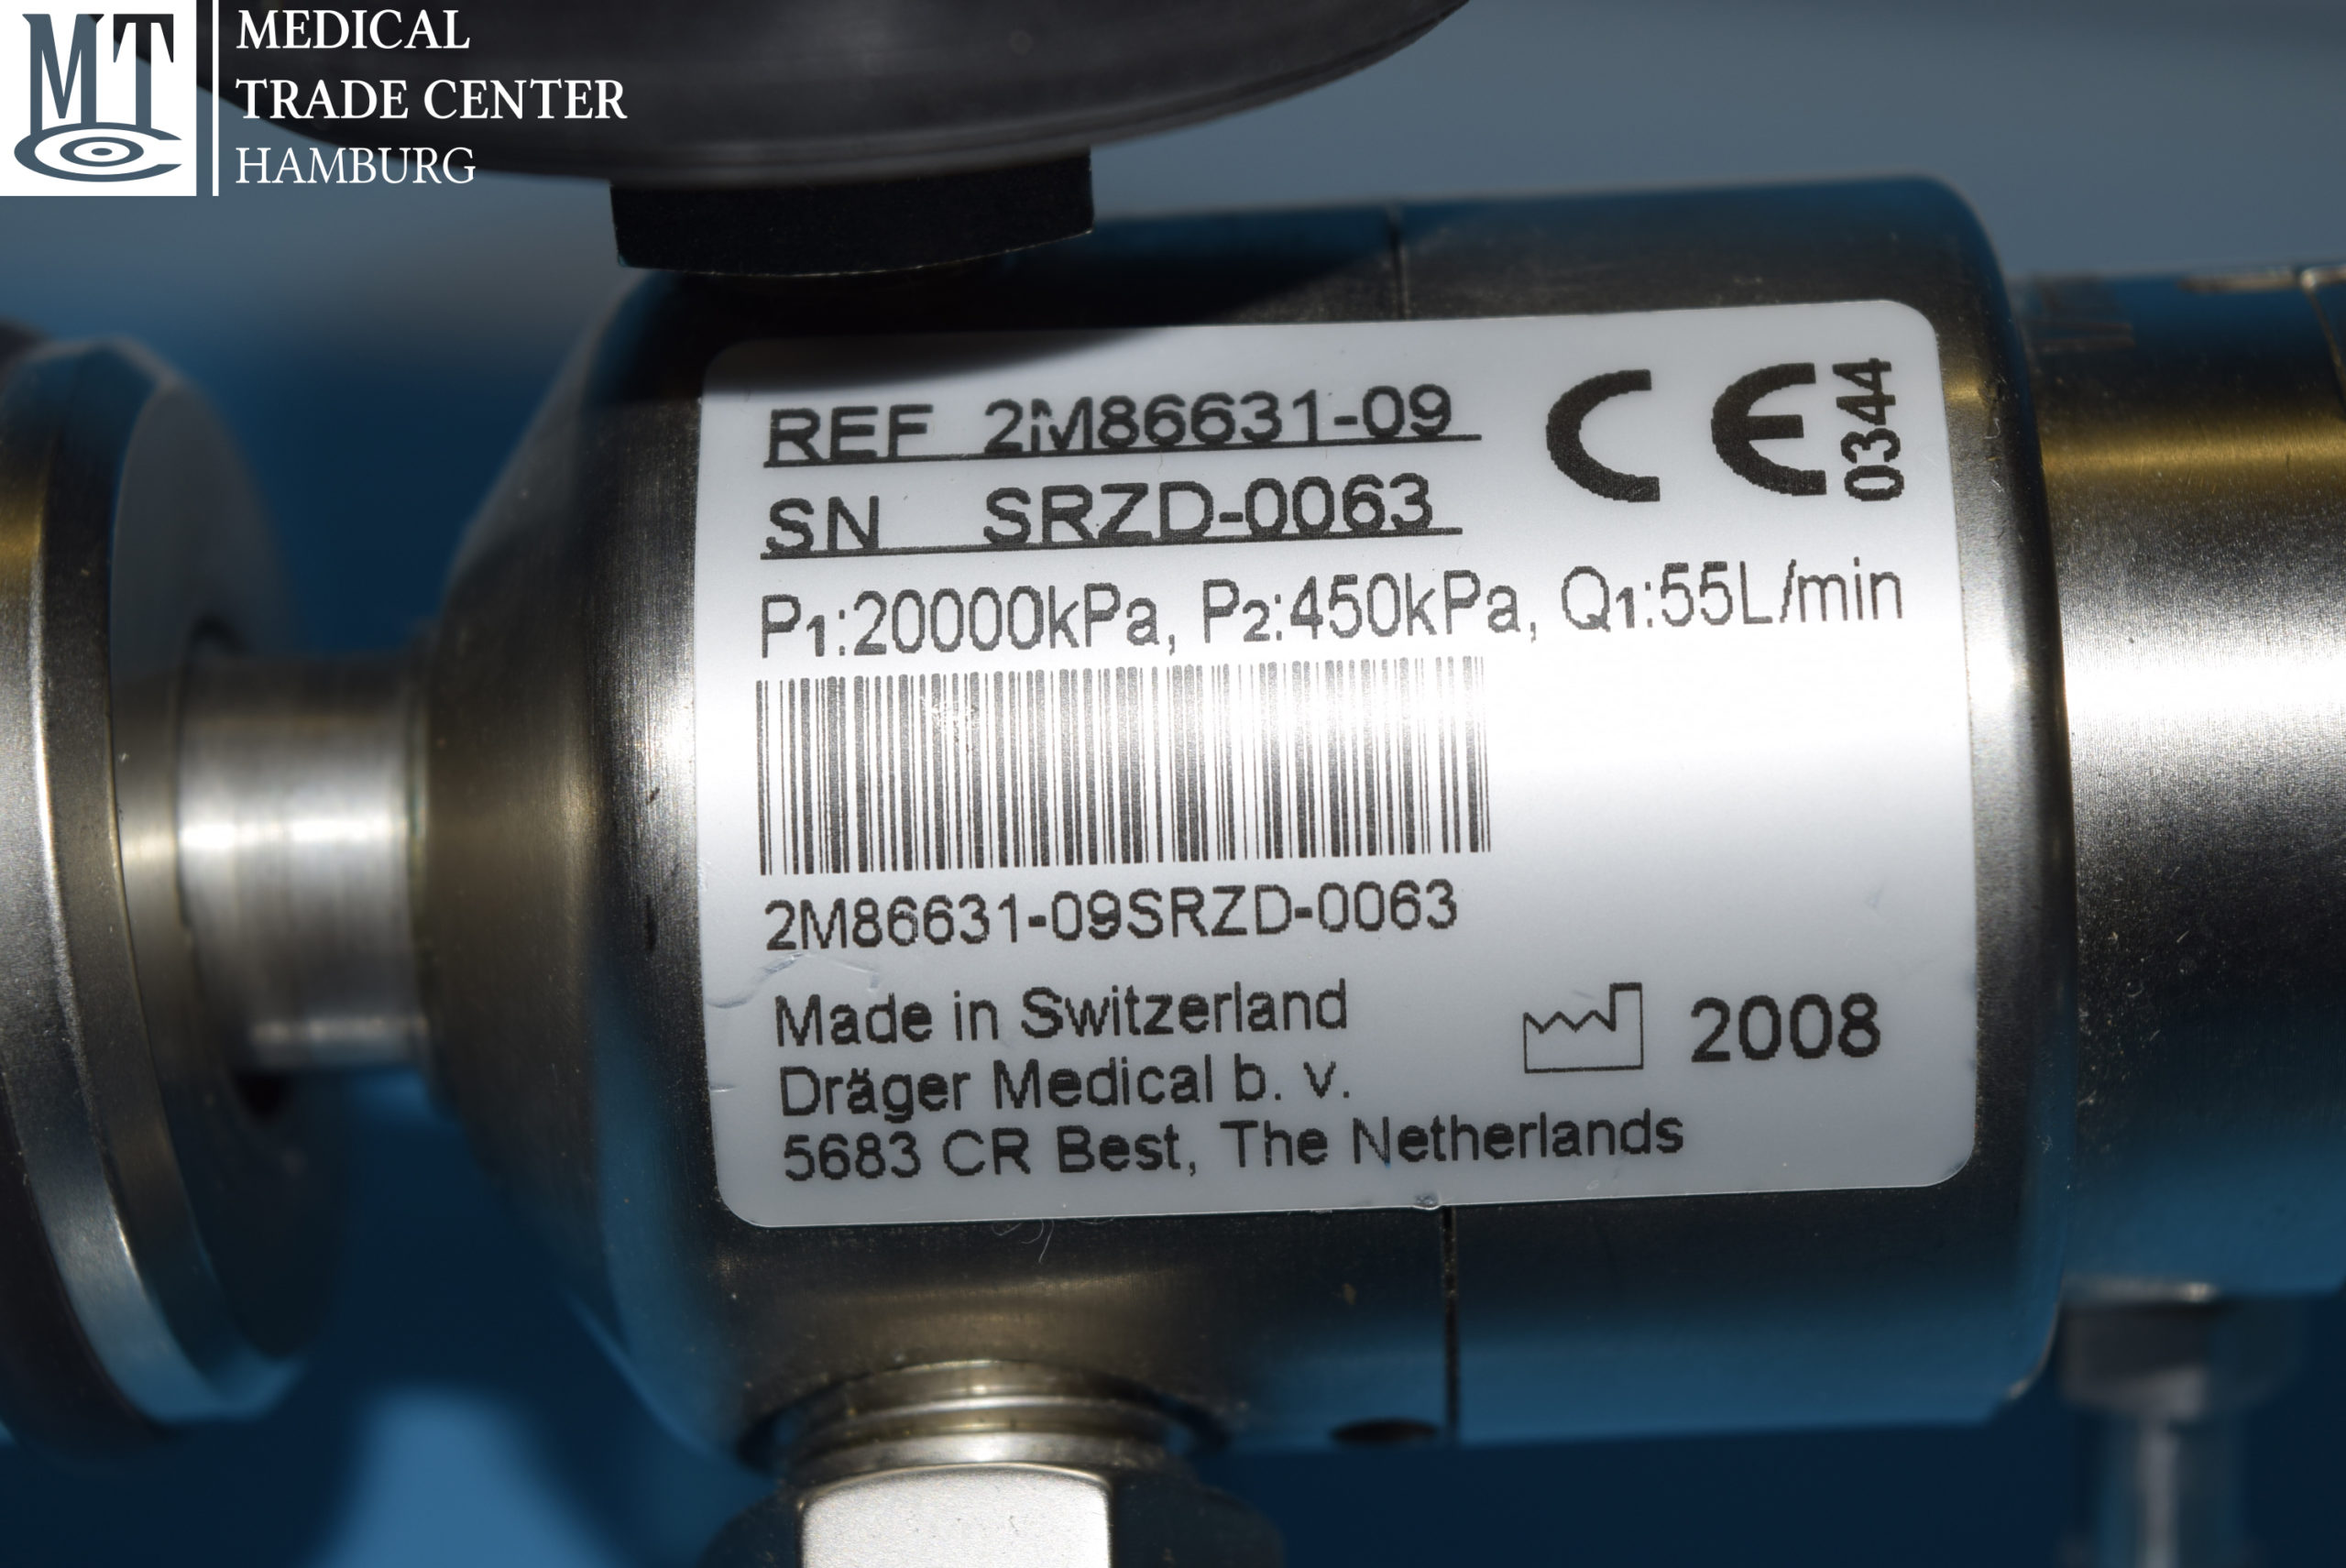 MTC
MEDICAL
TRADE CENTER
HAMBURG
REF 2M86631-09
CE 0344
SN SRZD-0063
P1:20000kPa, P2:450kPa, Q1:55L/min
2M86631-09SRZD-0063
Made in Switzerland
2008
Dräger Medical b. v.
5683 CR Best, The Netherlands